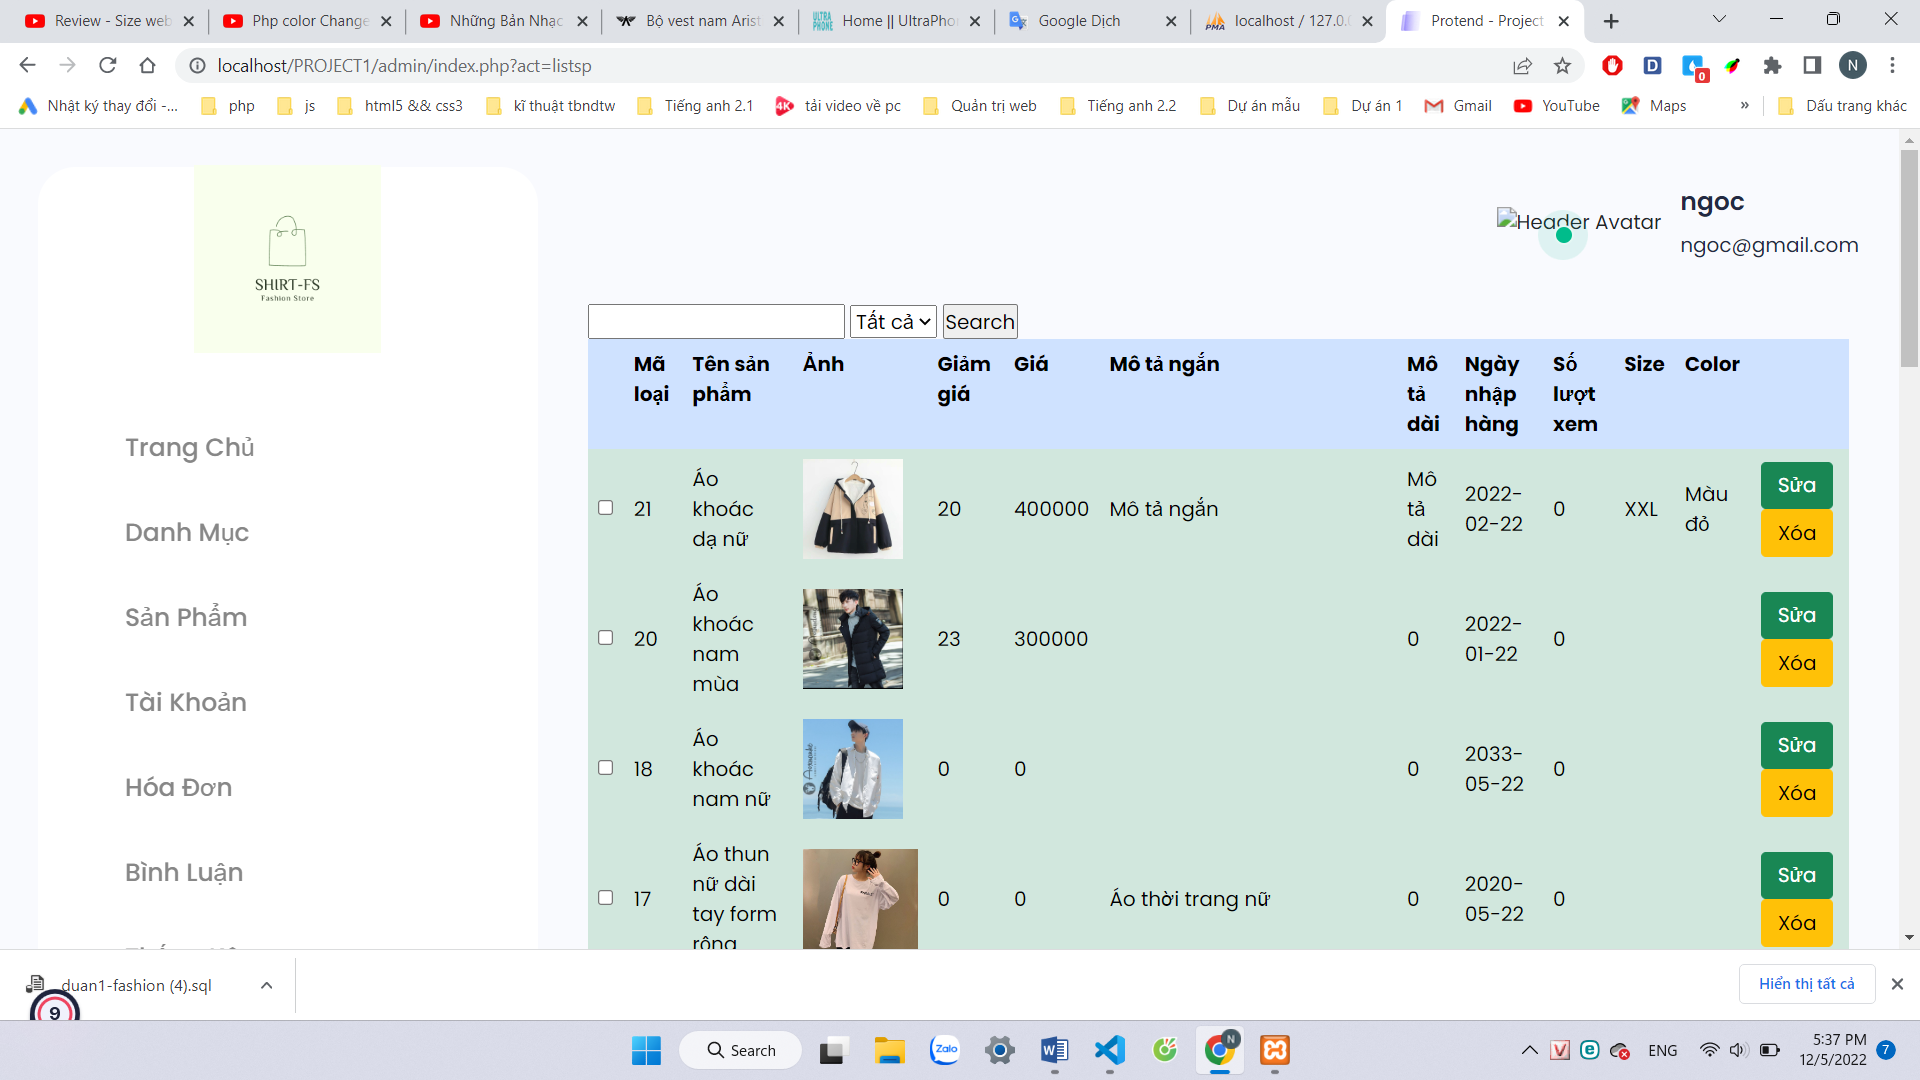 Review - Size web
Php color Change
Những Bản Nhạc
Bộ vest nam Arist
Home || UltraPho
Google Dịch
localhost / 127.0.0
Protend - Project
localhost/PROJECT1/admin/index.php?act=listsp
D
0
N
Nhật ký thay đổi -...
php
js
html5 && css3
kĩ thuật tbndtw
Tiếng anh 2.1
4K
tải video về pc
Quản trị web
Tiếng anh 2.2
Dự án mẫu
Dự án 1
Gmail
YouTube
Maps
»
Dấu trang khác
SHIRT-FS
Fashion Store
Header Avatar
ngoc
ngoc@gmail.com
Trang Chủ
Danh Mục
Sản Phẩm
Tài Khoản
Hóa Đơn
Bình Luận
Tất cả
Search
Mã loại
Tên sản phẩm
Ảnh
Giảm giá
Giá
Mô tả ngắn
Mô tả dài
Ngày nhập hàng
Số lượt xem
Size
Color
21
Áo khoác dạ nữ
20
400000
Mô tả ngắn
Mô tả dài
2022-02-22
0
XXL
Màu đỏ
Sửa
Xóa
20
Áo khoác nam mùa
23
300000
0
2022-01-22
0
Sửa
Xóa
18
Áo khoác nam nữ
0
0
0
2033-05-22
0
Sửa
Xóa
17
Áo thun nữ dài tay form rộng
0
0
Áo thời trang nữ
0
2020-05-22
0
Sửa
Xóa
duan1-fashion (4).sql
9
Hiển thị tất cả
Search
Zalo
N
ENG
5:37 PM
12/5/2022
7